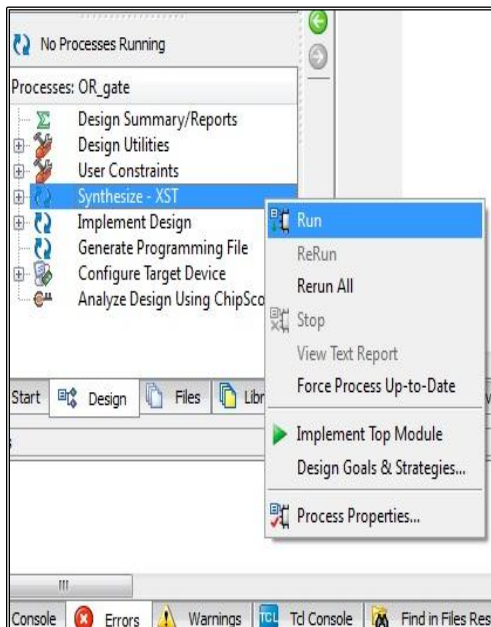 No Processes Running
Processes: OR_gate
Design Summary/Reports
Design Utilities
User Constraints
Synthesize - XST
Implement Design
Generate Programming File
Configure Target Device
Analyze Design Using ChipSco
Run
ReRun
Rerun All
Stop
View Text Report
Force Process Up-to-Date
Implement Top Module
Design Goals & Strategies...
Process Properties...
Start Design Files Libr
Console Errors Warnings TCL Tcl Console Find in Files Res